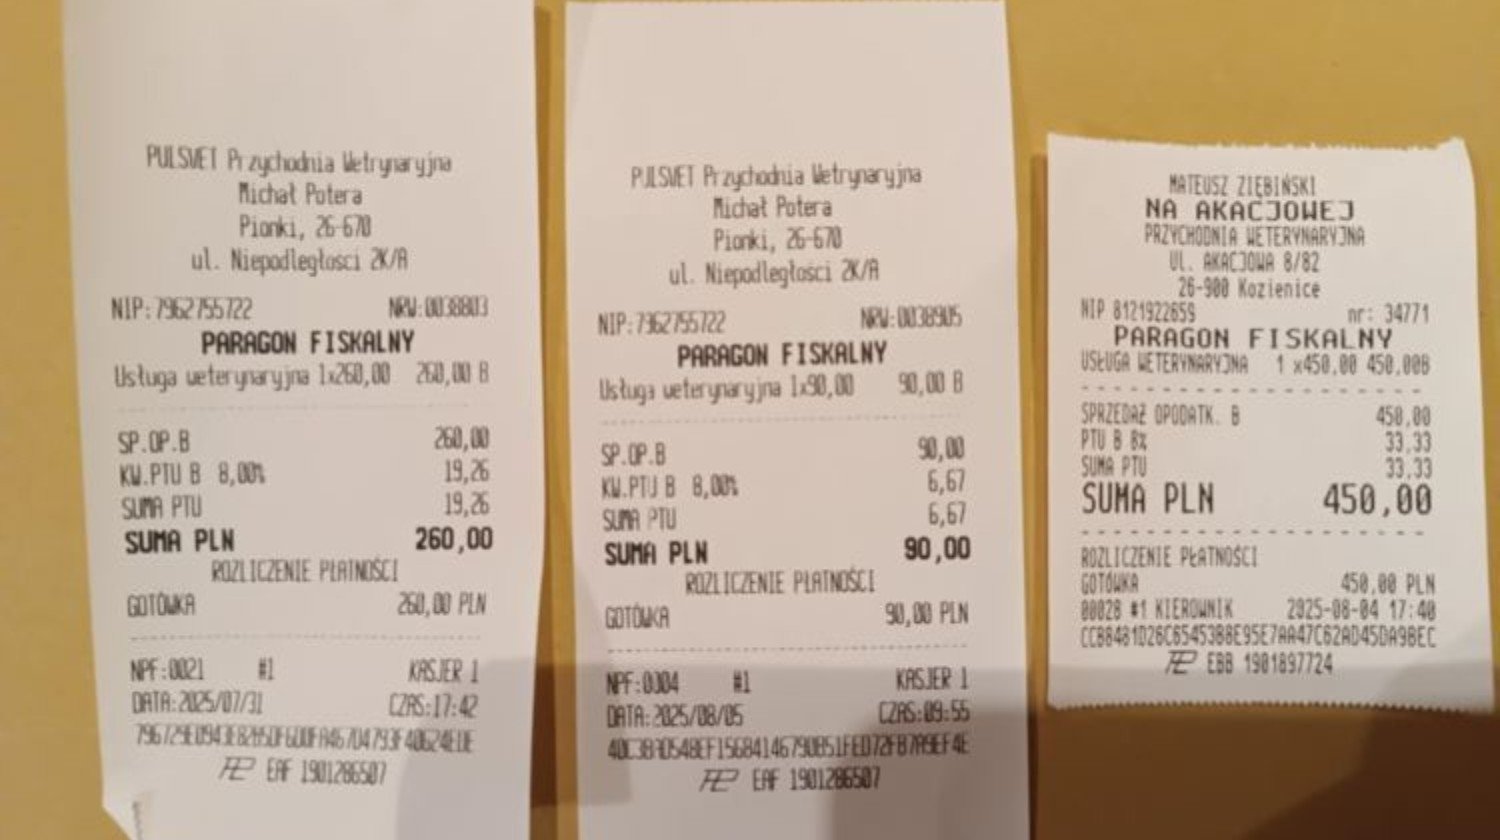 PULSVET Przychodnia Wetrynaryjna
Michał Potera
Pionki, 26-670
ul. Niepodległości 2K/A
NIP:7962755722 NRW:0038803
PARAGON FISKALNY
Usługa weterynaryjna 1x260,00 260,00 B
SP.OP.B 260,00
KW.PTU B 8,00% 19,26
SUMA PTU 19,26
SUMA PLN 260,00
ROZLICZENIE PŁATNOŚCI
GOTÓWKA 260,00 PLN
NPF:0021 #1 KASJER 1
DATA:2025/07/31 CZAS:17:42
EAF 1901286507
PULSVET Przychodnia Wetrynaryjna
Michał Potera
Pionki, 26-670
ul. Niepodległości 2K/A
NIP:7962755722 NRW:0038905
PARAGON FISKALNY
Usługa weterynaryjna 1x90,00 90,00 B
SP.OP.B 90,00
KW.PTU B 8,00% 6,67
SUMA PTU 6,67
SUMA PLN 90,00
ROZLICZENIE PŁATNOŚCI
GOTÓWKA 90,00 PLN
NPF:0304 #1 KASJER 1
DATA:2025/08/05 CZAS:09:55
EAF 1901286507
MATEUSZ ZIĘBIŃSKI
NA AKACJOWEJ
PRZYCHODNIA WETERYNARYJNA
UL. AKACJOWA 8/82
26-900 Kozienice
NIP 8121922659 nr: 34771
PARAGON FISKALNY
USŁUGA WETERYNARYJNA 1 x450.00 450.00B
SPRZEDAŻ OPODATK. B 450,00
PTU B 8% 33,33
SUMA PTU 33,33
SUMA PLN 450,00
ROZLICZENIE PŁATNOŚCI
GOTÓWKA 450,00 PLN
00028 #1 KIEROWNIK 2025-08-04 17:40
EBB 1901897724